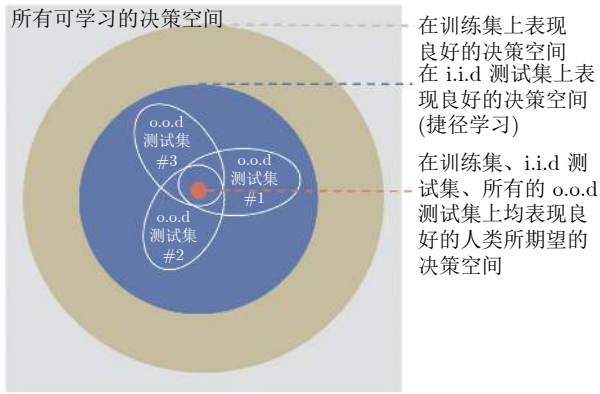 所有可学习的决策空间
在训练集上表现
良好的决策空间
在 i.i.d 测试集上表
现良好的决策空间
(捷径学习)
o.o.d
测试集
#3
o.o.d
测试集
#1
o.o.d
测试集
#2
在训练集、i.i.d 测
试集、所有的 o.o.d
测试集上均表现良
好的人类所期望的
决策空间